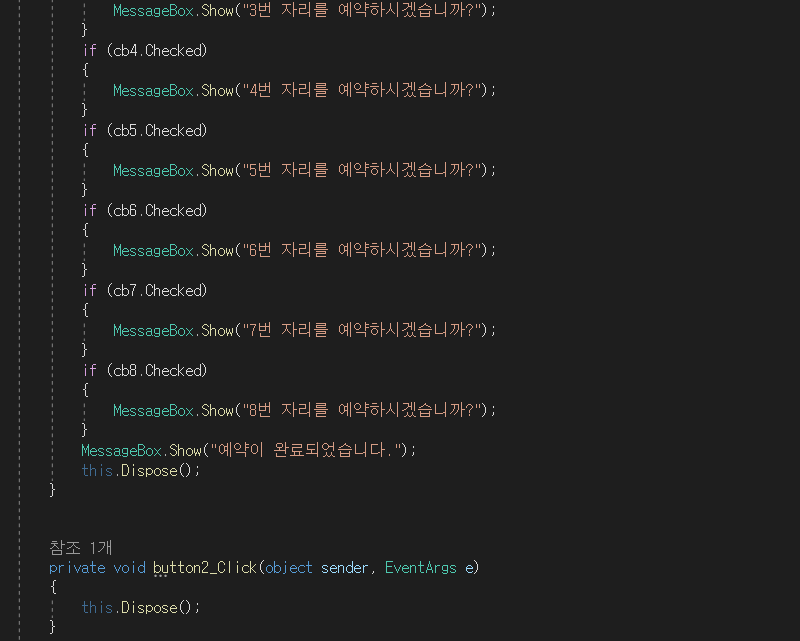 MessageBox.Show("3번 자리를 예약하시겠습니까?");
}
if (cb4.Checked)
{
MessageBox.Show("4번 자리를 예약하시겠습니까?");
}
if (cb5.Checked)
{
MessageBox.Show("5번 자리를 예약하시겠습니까?");
}
if (cb6.Checked)
{
MessageBox.Show("6번 자리를 예약하시겠습니까?");
}
if (cb7.Checked)
{
MessageBox.Show("7번 자리를 예약하시겠습니까?");
}
if (cb8.Checked)
{
MessageBox.Show("8번 자리를 예약하시겠습니까?");
}
MessageBox.Show("예약이 완료되었습니다.");
this.Dispose();
}
참조 1개
private void button2_Click(object sender, EventArgs e)
{
this.Dispose();
}